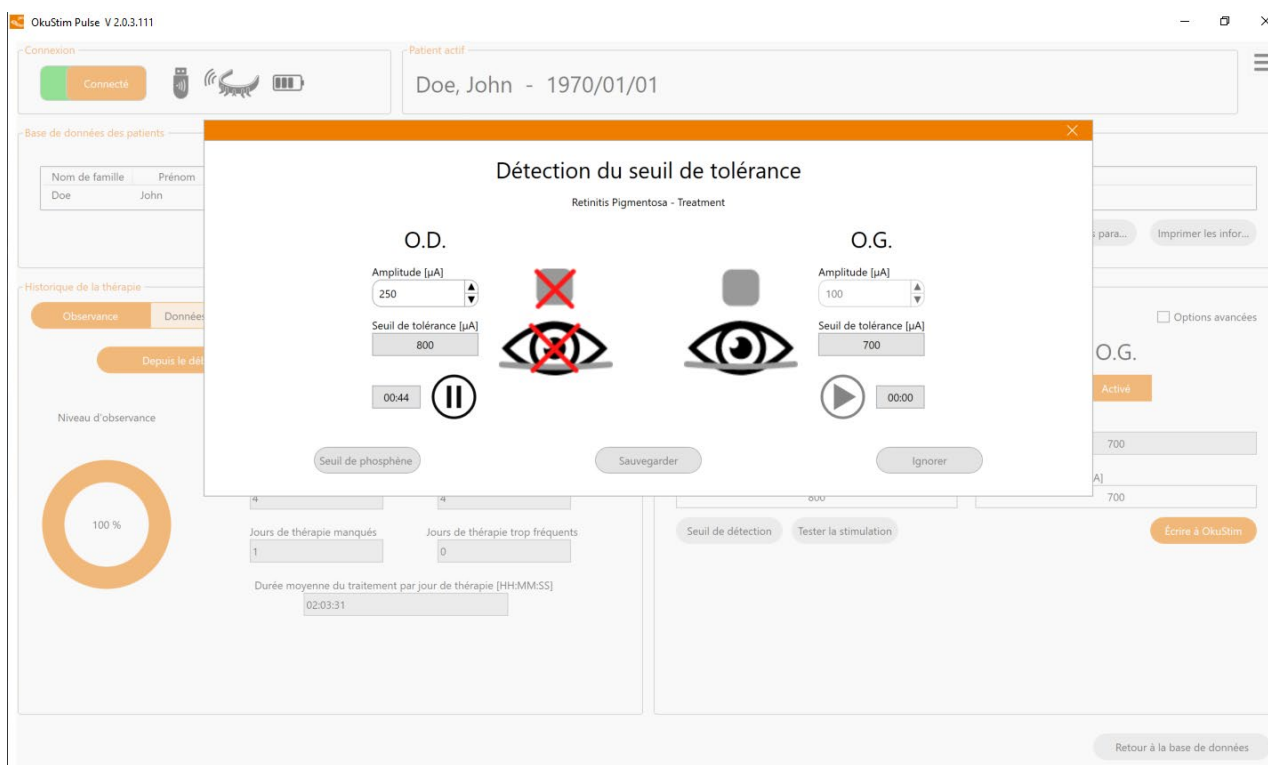 OkuStim Pulse V 2.0.3.111
Connexion
Connecté
Patient actif
Doe, John - 1970/01/01
Base de données des patients
Nom de famille Prénom
Doe John
s para...
Imprimer les infor...
Détection du seuil de tolérance
Retinitis Pigmentosa - Treatment
O.D.
O.G.
Amplitude [µA]
250
Amplitude [µA]
100
Seuil de tolérance [µA]
800
Seuil de tolérance [µA]
700
00:44
00:00
Seuil de phosphène
Sauvegarder
Ignorer
Historique de la thérapie
Observance
Données
Depuis le dé
Niveau d'observance
100 %
4
4
Jours de thérapie manqués
1
Jours de thérapie trop fréquents
0
Durée moyenne du traitement par jour de thérapie [HH:MM:SS]
02:03:31
Options avancées
O.G.
Activé
700
A]
800
700
Seuil de détection
Tester la stimulation
Écrire à OkuStim
Retour à la base de données